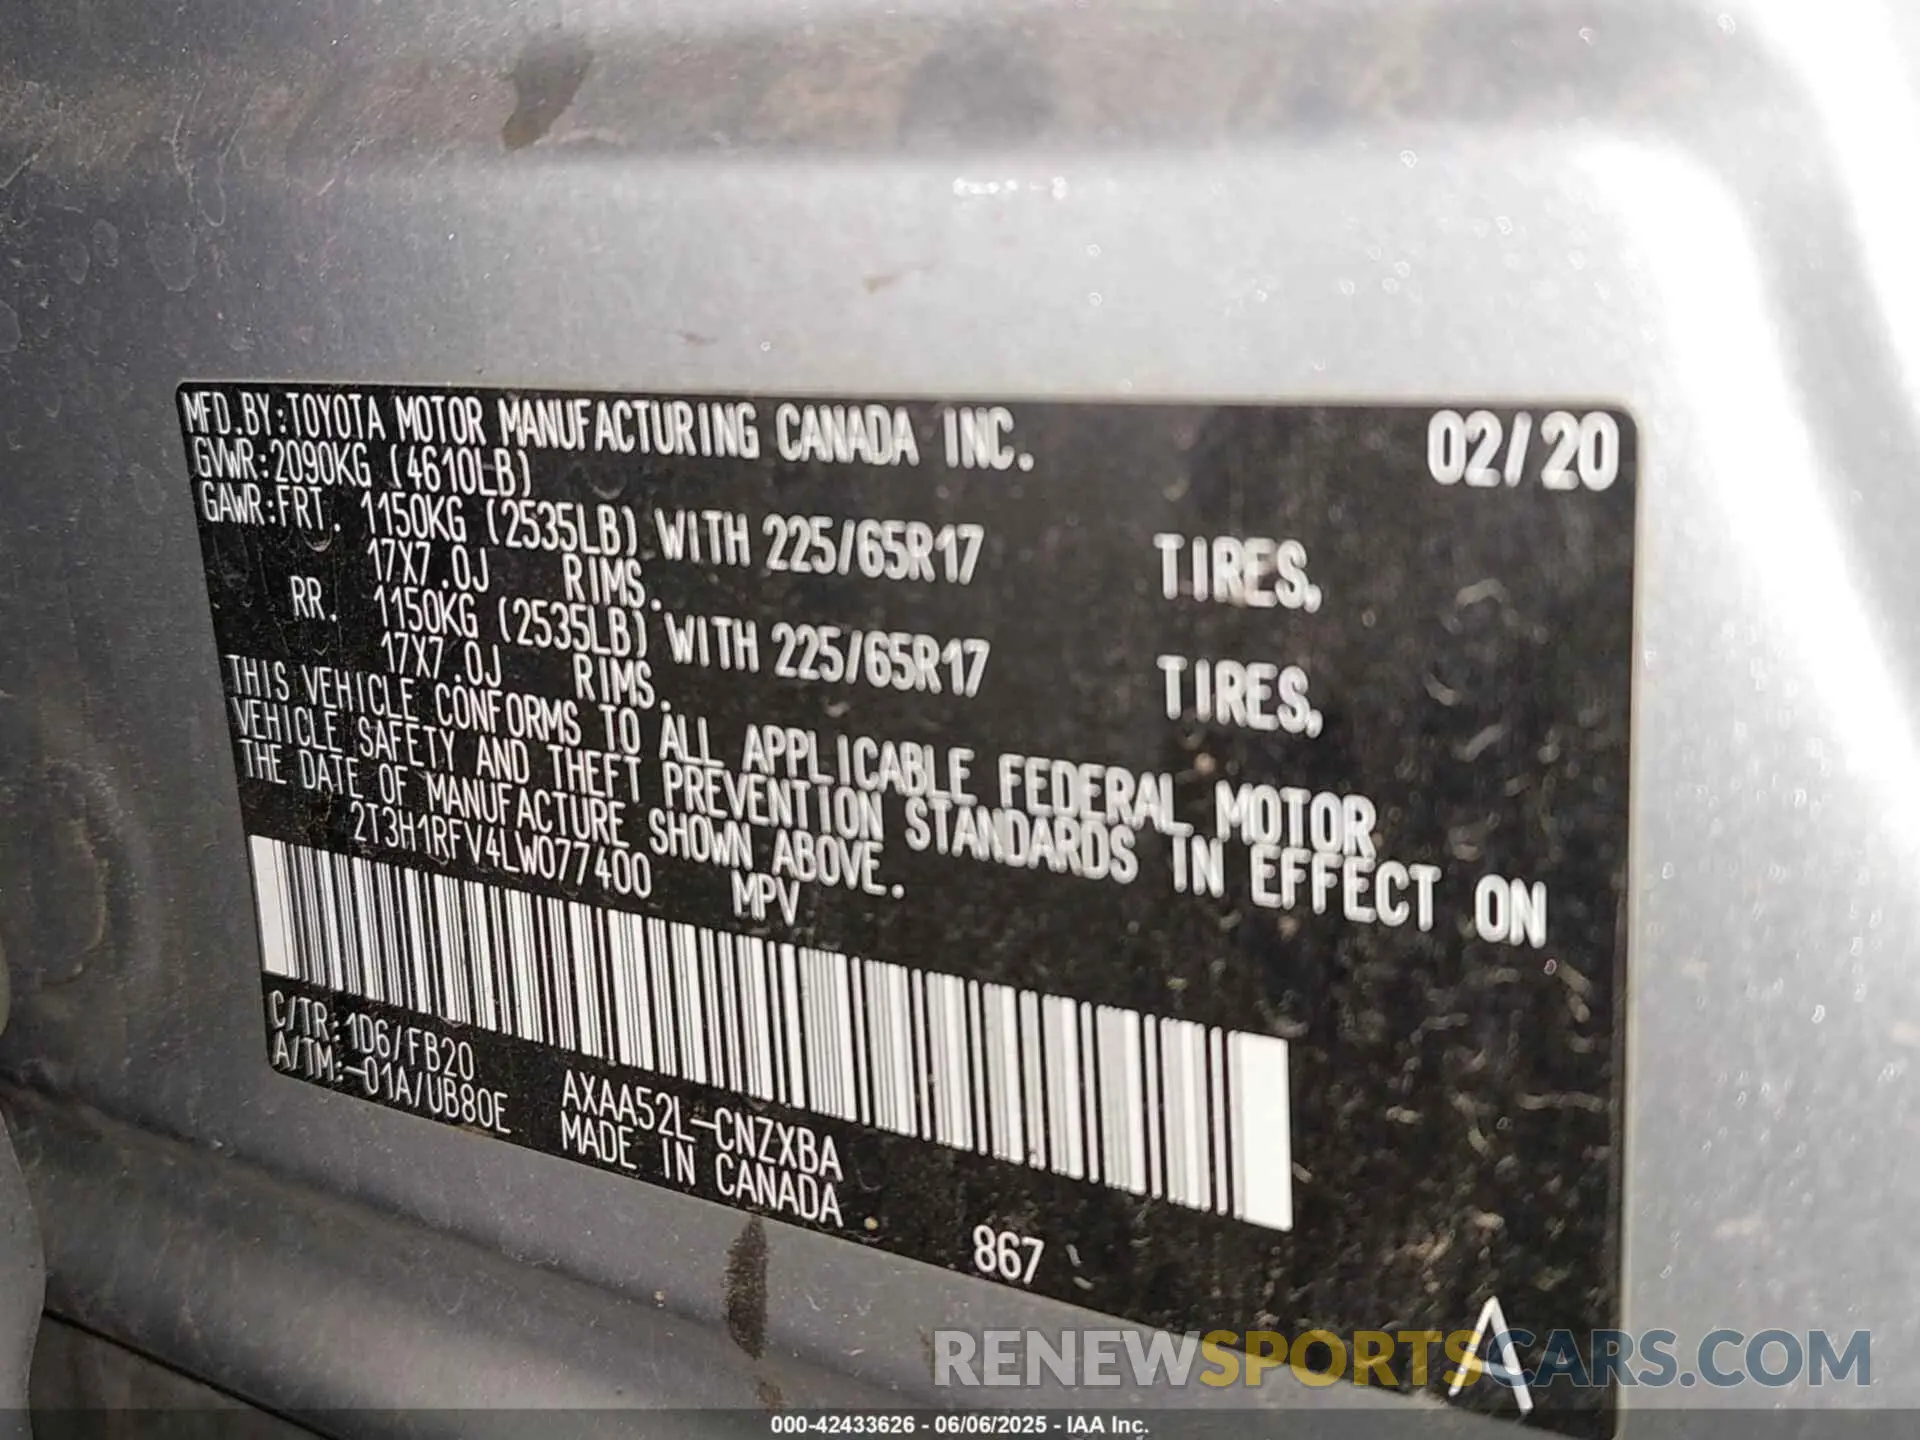 MFD.BY:TOYOTA MOTOR MANUFACTURING CANADA INC. 02/20
GVWR:2090KG (4610LB)
GAWR:FRT. 1150KG (2535LB) WITH 225/65R17 TIRES,
17X7.0J RIMS.
RR. 1150KG (2535LB) WITH 225/65R17 TIRES,
17X7.0J RIMS.
THIS VEHICLE CONFORMS TO ALL APPLICABLE FEDERAL MOTOR
VEHICLE SAFETY AND THEFT PREVENTION STANDARDS IN EFFECT ON
THE DATE OF MANUFACTURE SHOWN ABOVE.
2T3H1RFV4LW077400 MPV
C/TR:1D6/FB20
A/TM:-01A/UB80E AXAA52L-CNZXBA
MADE IN CANADA
867
RENEWSPORTSCARS.COM
000-42433626 - 06/06/2025 - IAA Inc.